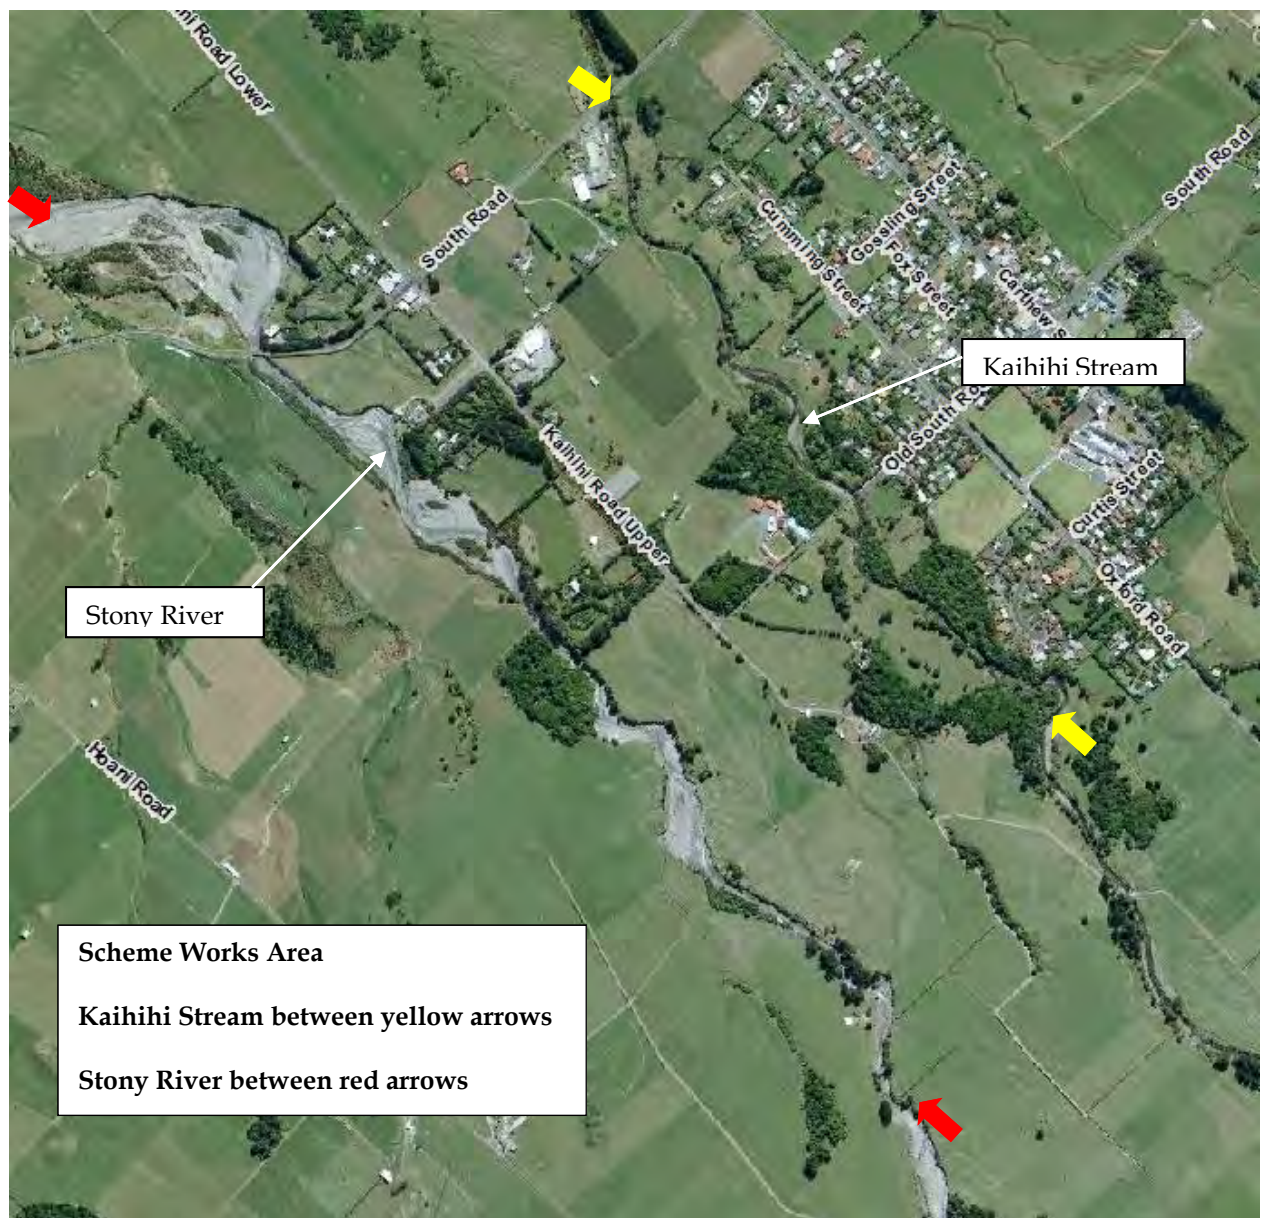 ni Road Lower
South Road
South Road
Gossling Street
Cumming Street
Fox Street
Carthew S
Kaihihi Stream
Old South Roa
Kaihihi Road Upper
Curtis Street
Oxford Road
Stony River
Hoani Road
Scheme Works Area
Kaihihi Stream between yellow arrows
Stony River between red arrows